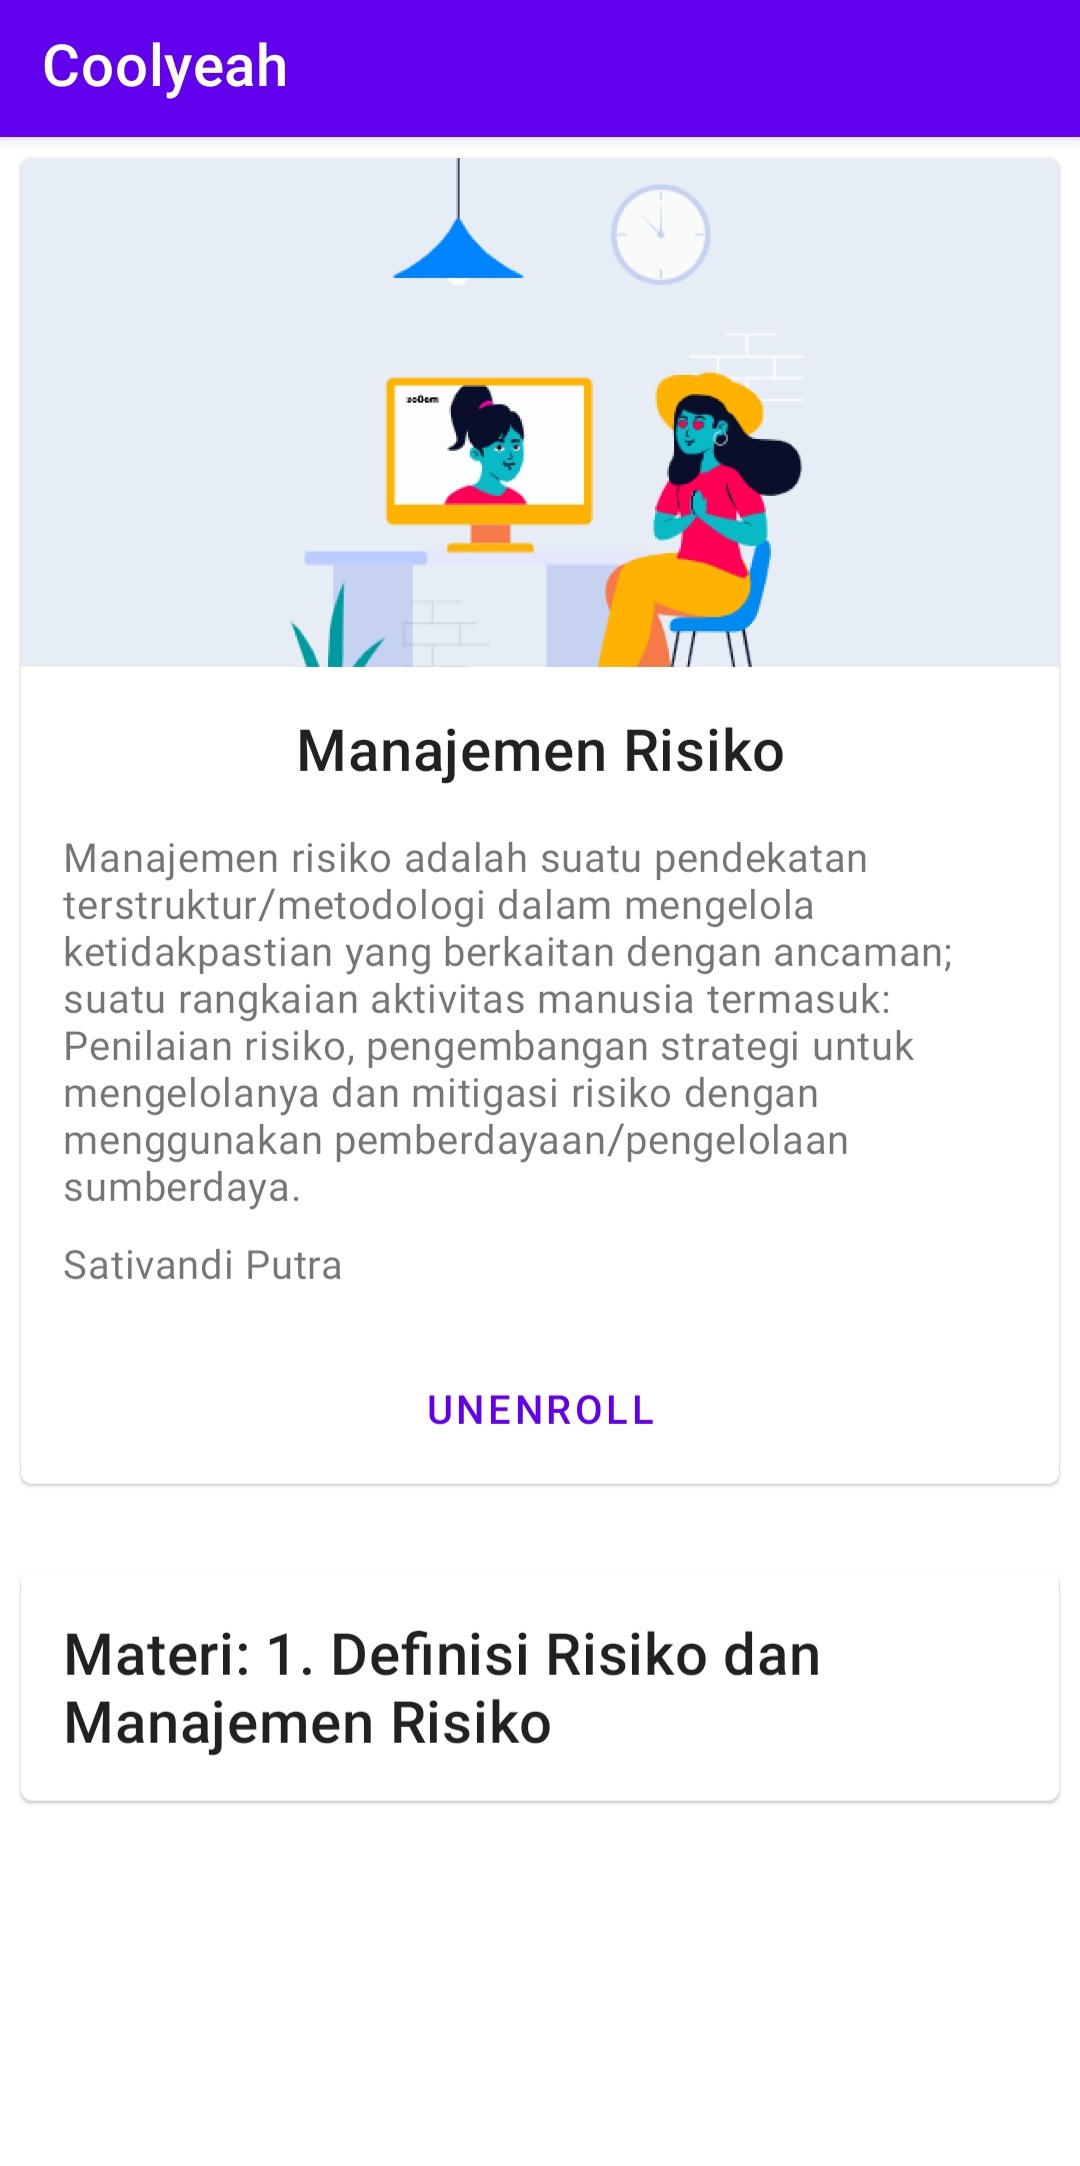 Coolyeah
Manajemen Risiko
Manajemen risiko adalah suatu pendekatan
terstruktur/metodologi dalam mengelola
ketidakpastian yang berkaitan dengan ancaman;
suatu rangkaian aktivitas manusia termasuk:
Penilaian risiko, pengembangan strategi untuk
mengelolanya dan mitigasi risiko dengan
menggunakan pemberdayaan/pengelolaan
sumberdaya.
Sativandi Putra
UNENROLL
Materi: 1. Definisi Risiko dan
Manajemen Risiko